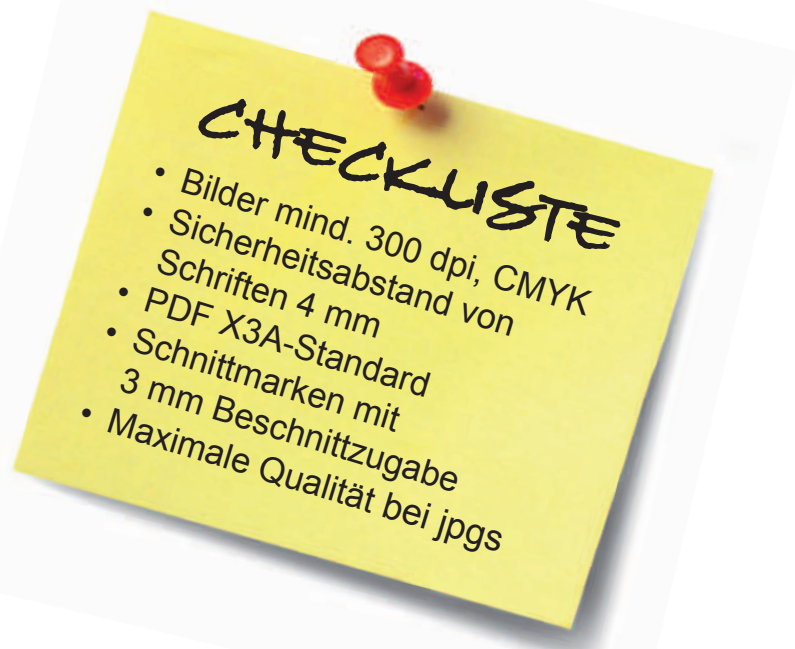 CHECKLISTE
• Bilder mind. 300 dpi, CMYK
• Sicherheitsabstand von
Schriften 4 mm
• PDF X3A-Standard
• Schnittmarken mit
3 mm Beschnittzugabe
• Maximale Qualität bei jpgs